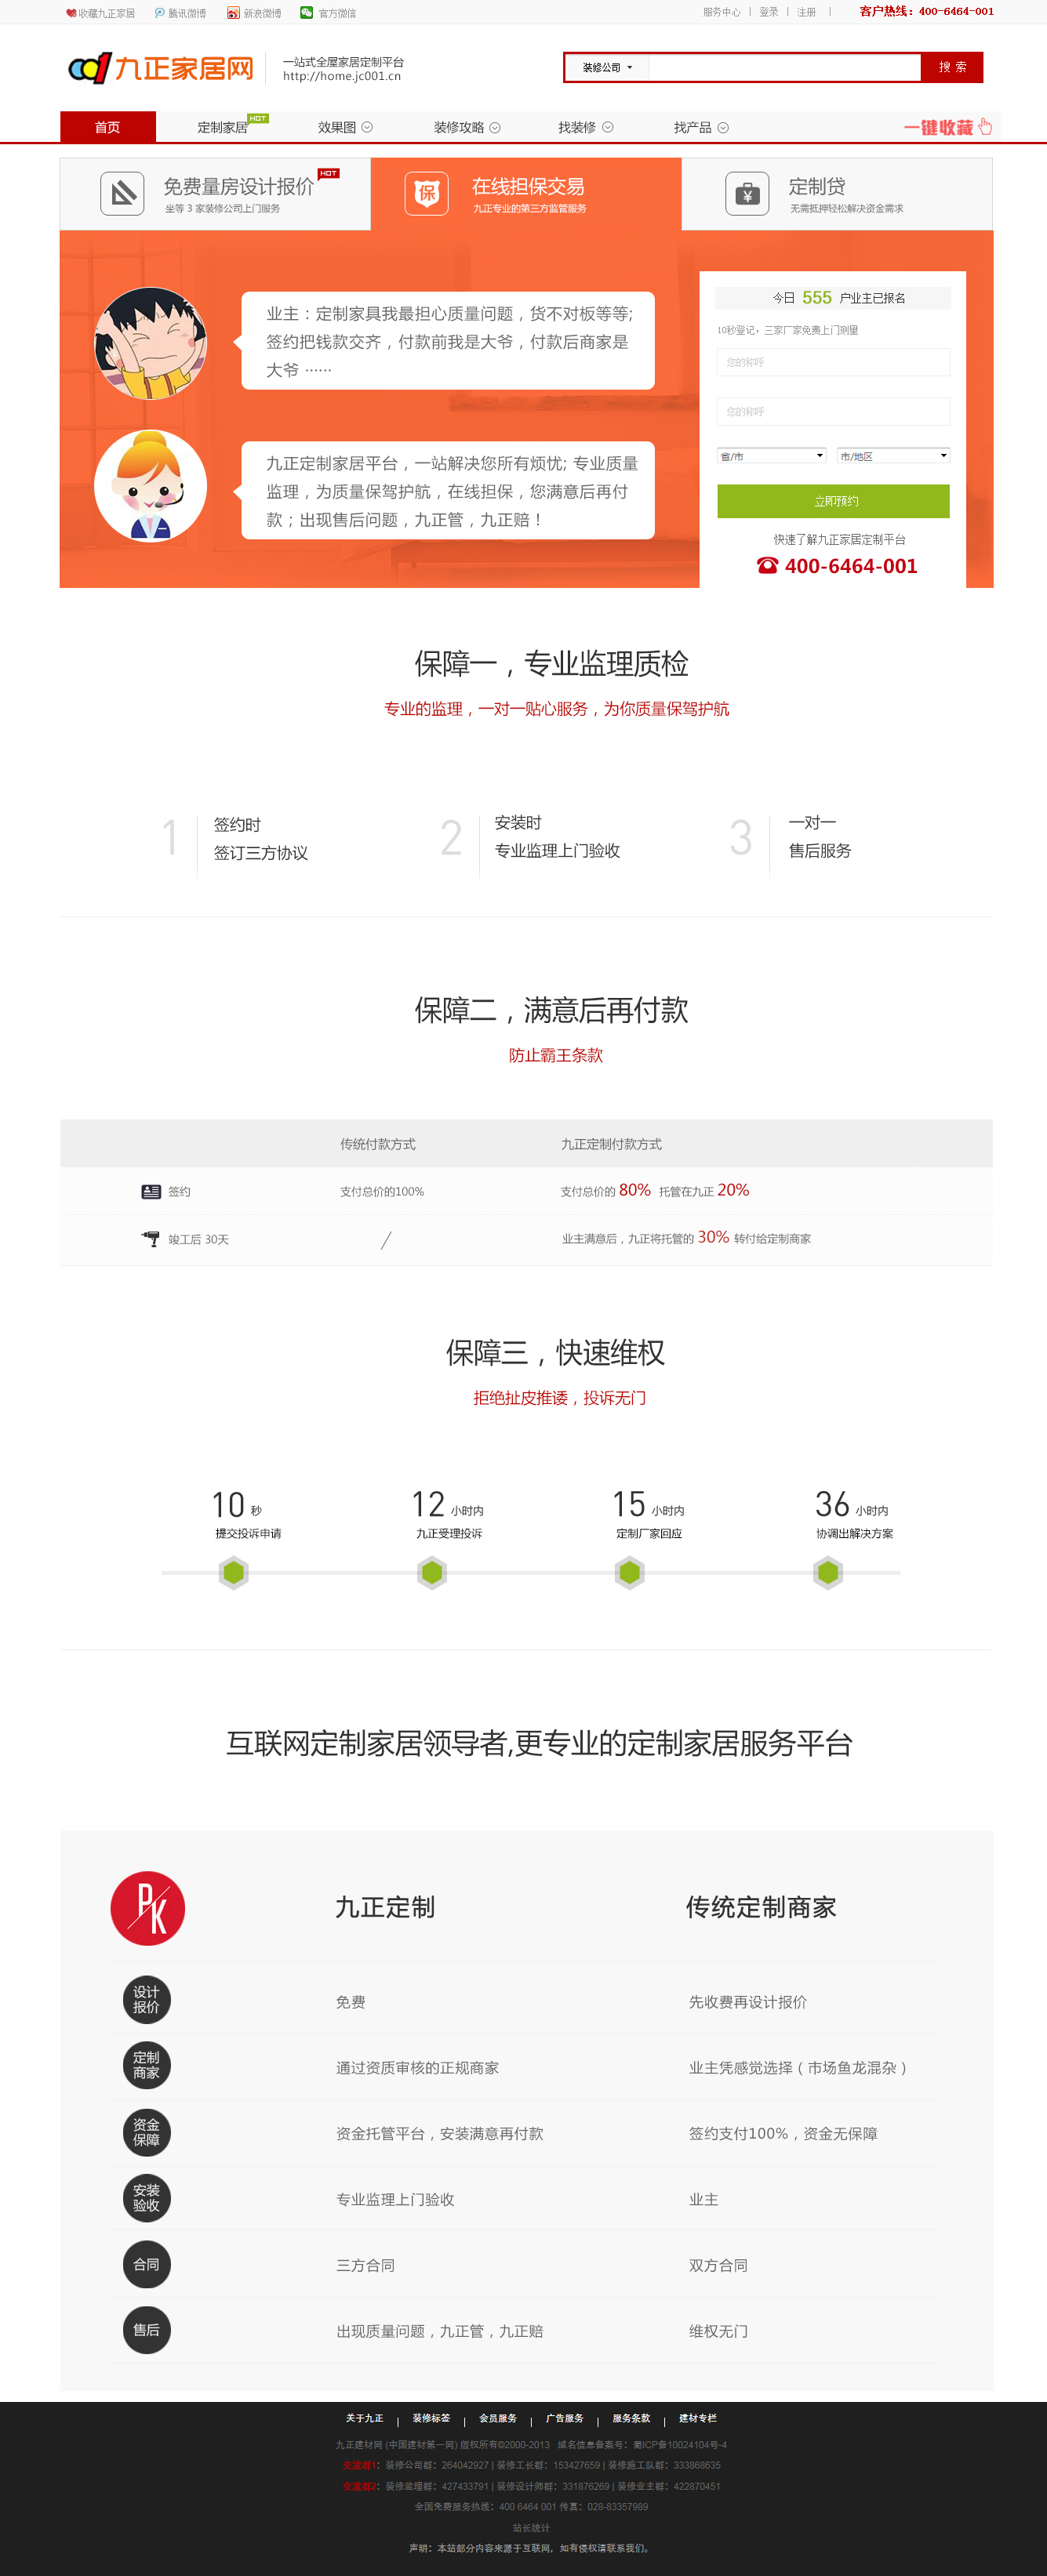 收藏九正家居 腾讯微博 新浪微博 官方微信 服务中心 | 登录 | 注册 | 客户热线：400-6464-001
九正家居网
一站式全屋家居定制平台
http://home.jc001.cn
装修公司 搜 索
首页 定制家居 HOT 效果图 装修攻略 找装修 找产品 一键收藏
免费量房设计报价 HOT
坐等 3 家装修公司上门服务
保 在线担保交易
九正专业的第三方监管服务
¥ 定制贷
无需抵押轻松解决资金需求
业主：定制家具我最担心质量问题，货不对板等等;
签约把钱款交齐，付款前我是大爷，付款后商家是
大爷 ……
九正定制家居平台，一站解决您所有烦忧; 专业质量
监理，为质量保驾护航，在线担保，您满意后再付
款；出现售后问题，九正管，九正赔！
今日 555 户业主已报名
10秒登记，三家厂家免费上门测量
您的称呼
您的称呼
省/市 市/地区
立即预约
快速了解九正家居定制平台
400-6464-001
保障一，专业监理质检
专业的监理，一对一贴心服务，为你质量保驾护航
1 签约时
签订三方协议
2 安装时
专业监理上门验收
3 一对一
售后服务
保障二，满意后再付款
防止霸王条款
传统付款方式 九正定制付款方式
签约 支付总价的100% 支付总价的 80% 托管在九正 20%
竣工后 30天 / 业主满意后，九正将托管的 30% 转付给定制商家
保障三，快速维权
拒绝扯皮推诿，投诉无门
10 秒 12 小时内 15 小时内 36 小时内
提交投诉申请 九正受理投诉 定制厂家回应 协调出解决方案
互联网定制家居领导者,更专业的定制家居服务平台
PK 九正定制 传统定制商家
设计
报价
免费 先收费再设计报价
定制
商家
通过资质审核的正规商家 业主凭感觉选择（市场鱼龙混杂）
资金
保障
资金托管平台，安装满意再付款 签约支付100%，资金无保障
安装
验收
专业监理上门验收 业主
合同 三方合同 双方合同
售后 出现质量问题，九正管，九正赔 维权无门
关于九正 | 装修标签 | 会员服务 | 广告服务 | 服务条款 | 建材专栏
九正建材网 (中国建材第一网) 版权所有©2000-2013 域名信息备案号：蜀ICP备10024104号-4
交流群1：装修公司群：264042927 | 装修工长群：153427659 | 装修施工队群：333868635
交流群2：装修监理群：427433791 | 装修设计师群：331876269 | 装修业主群：422870451
全国免费服务热线：400 6464 001 传真：028-83357989
站长统计
声明：本站部分内容来源于互联网，如有侵权请联系我们。